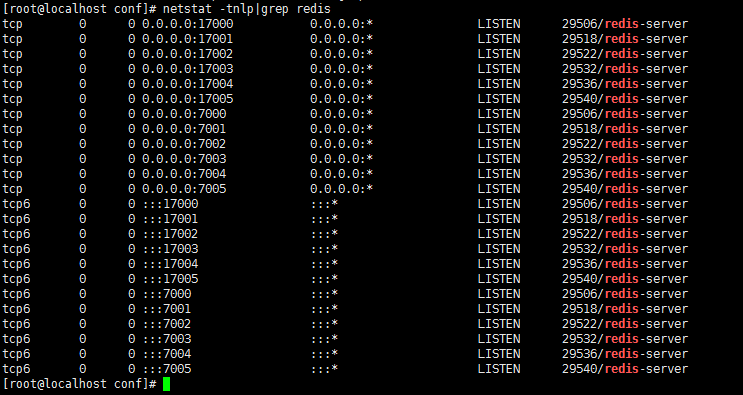 [root@localhost conf]# netstat -tnlp|grep redis
tcp        0      0 0.0.0.0:17000           0.0.0.0:*               LISTEN      29506/redis-server
tcp        0      0 0.0.0.0:17001           0.0.0.0:*               LISTEN      29518/redis-server
tcp        0      0 0.0.0.0:17002           0.0.0.0:*               LISTEN      29522/redis-server
tcp        0      0 0.0.0.0:17003           0.0.0.0:*               LISTEN      29532/redis-server
tcp        0      0 0.0.0.0:17004           0.0.0.0:*               LISTEN      29536/redis-server
tcp        0      0 0.0.0.0:17005           0.0.0.0:*               LISTEN      29540/redis-server
tcp        0      0 0.0.0.0:7000            0.0.0.0:*               LISTEN      29506/redis-server
tcp        0      0 0.0.0.0:7001            0.0.0.0:*               LISTEN      29518/redis-server
tcp        0      0 0.0.0.0:7002            0.0.0.0:*               LISTEN      29522/redis-server
tcp        0      0 0.0.0.0:7003            0.0.0.0:*               LISTEN      29532/redis-server
tcp        0      0 0.0.0.0:7004            0.0.0.0:*               LISTEN      29536/redis-server
tcp        0      0 0.0.0.0:7005            0.0.0.0:*               LISTEN      29540/redis-server
tcp6       0      0 :::17000                :::*                    LISTEN      29506/redis-server
tcp6       0      0 :::17001                :::*                    LISTEN      29518/redis-server
tcp6       0      0 :::17002                :::*                    LISTEN      29522/redis-server
tcp6       0      0 :::17003                :::*                    LISTEN      29532/redis-server
tcp6       0      0 :::17004                :::*                    LISTEN      29536/redis-server
tcp6       0      0 :::17005                :::*                    LISTEN      29540/redis-server
tcp6       0      0 :::7000                 :::*                    LISTEN      29506/redis-server
tcp6       0      0 :::7001                 :::*                    LISTEN      29518/redis-server
tcp6       0      0 :::7002                 :::*                    LISTEN      29522/redis-server
tcp6       0      0 :::7003                 :::*                    LISTEN      29532/redis-server
tcp6       0      0 :::7004                 :::*                    LISTEN      29536/redis-server
tcp6       0      0 :::7005                 :::*                    LISTEN      29540/redis-server
[root@localhost conf]#